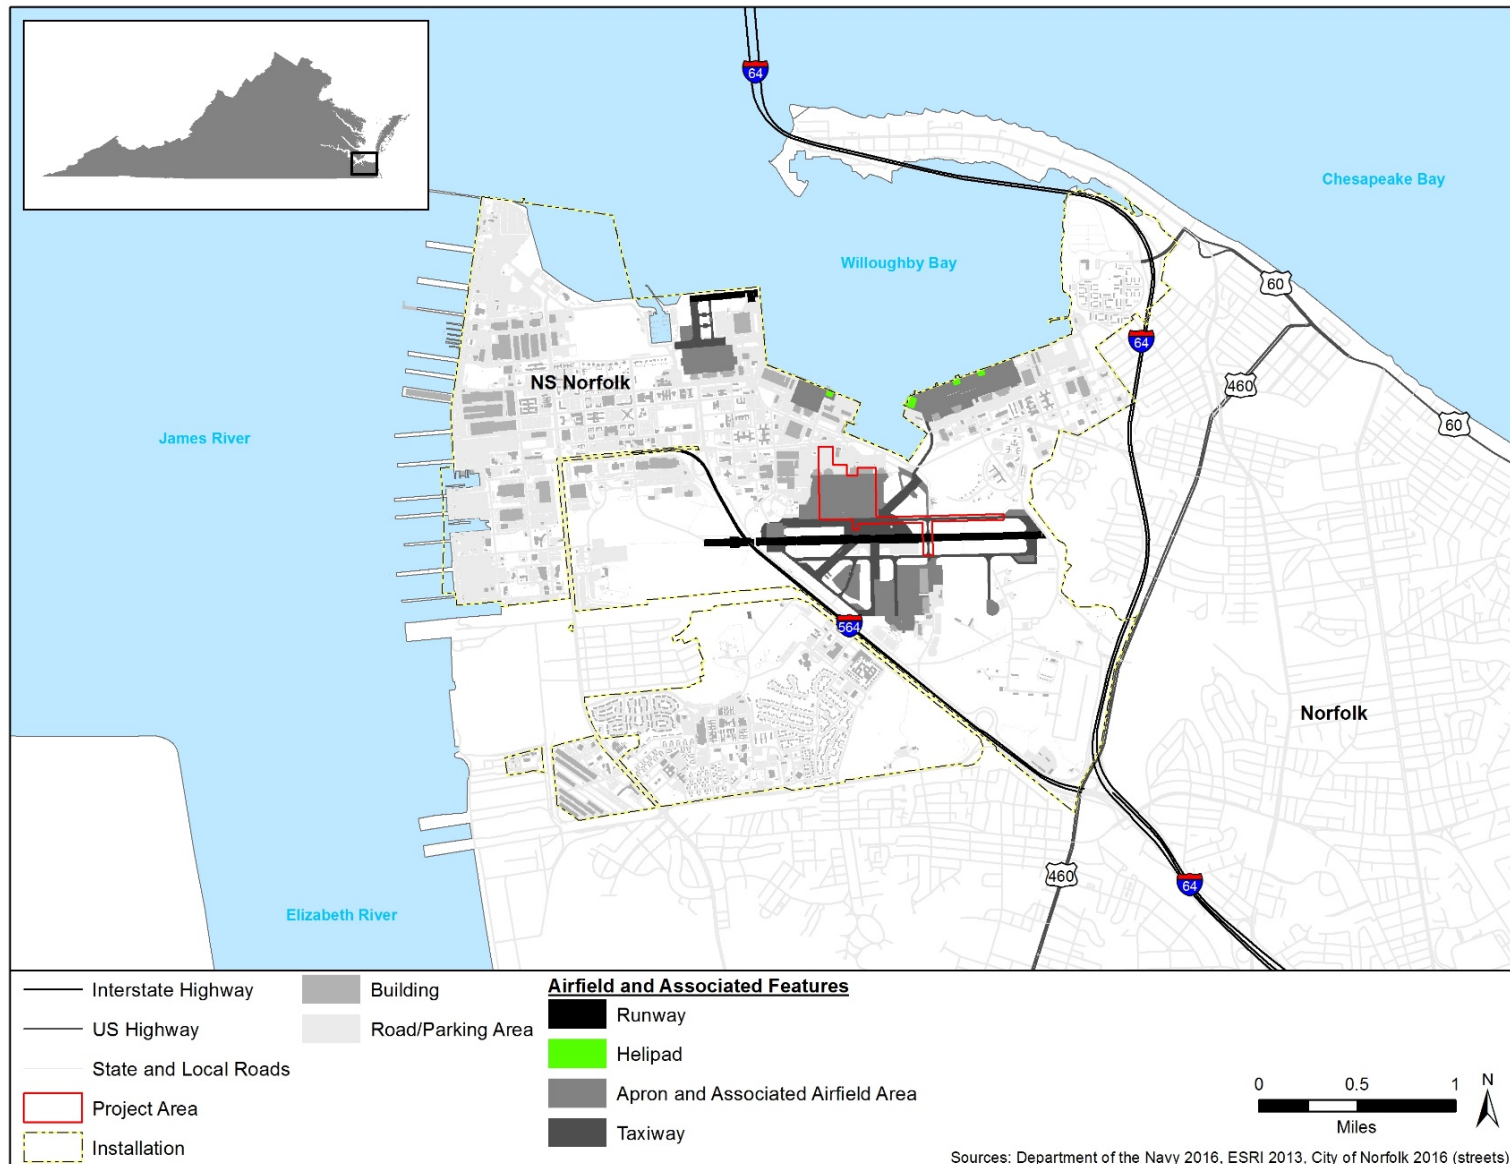 64
Chesapeake Bay
Willoughby Bay
60
64
460
NS Norfolk
60
James River
564
Norfolk
460
64
Elizabeth River
Interstate Highway
US Highway
State and Local Roads
Project Area
Installation
Building
Road/Parking Area
Airfield and Associated Features
Runway
Helipad
Apron and Associated Airfield Area
Taxiway
0 0.5 1
Miles
N
Sources: Department of the Navy 2016, ESRI 2013, City of Norfolk 2016 (streets)